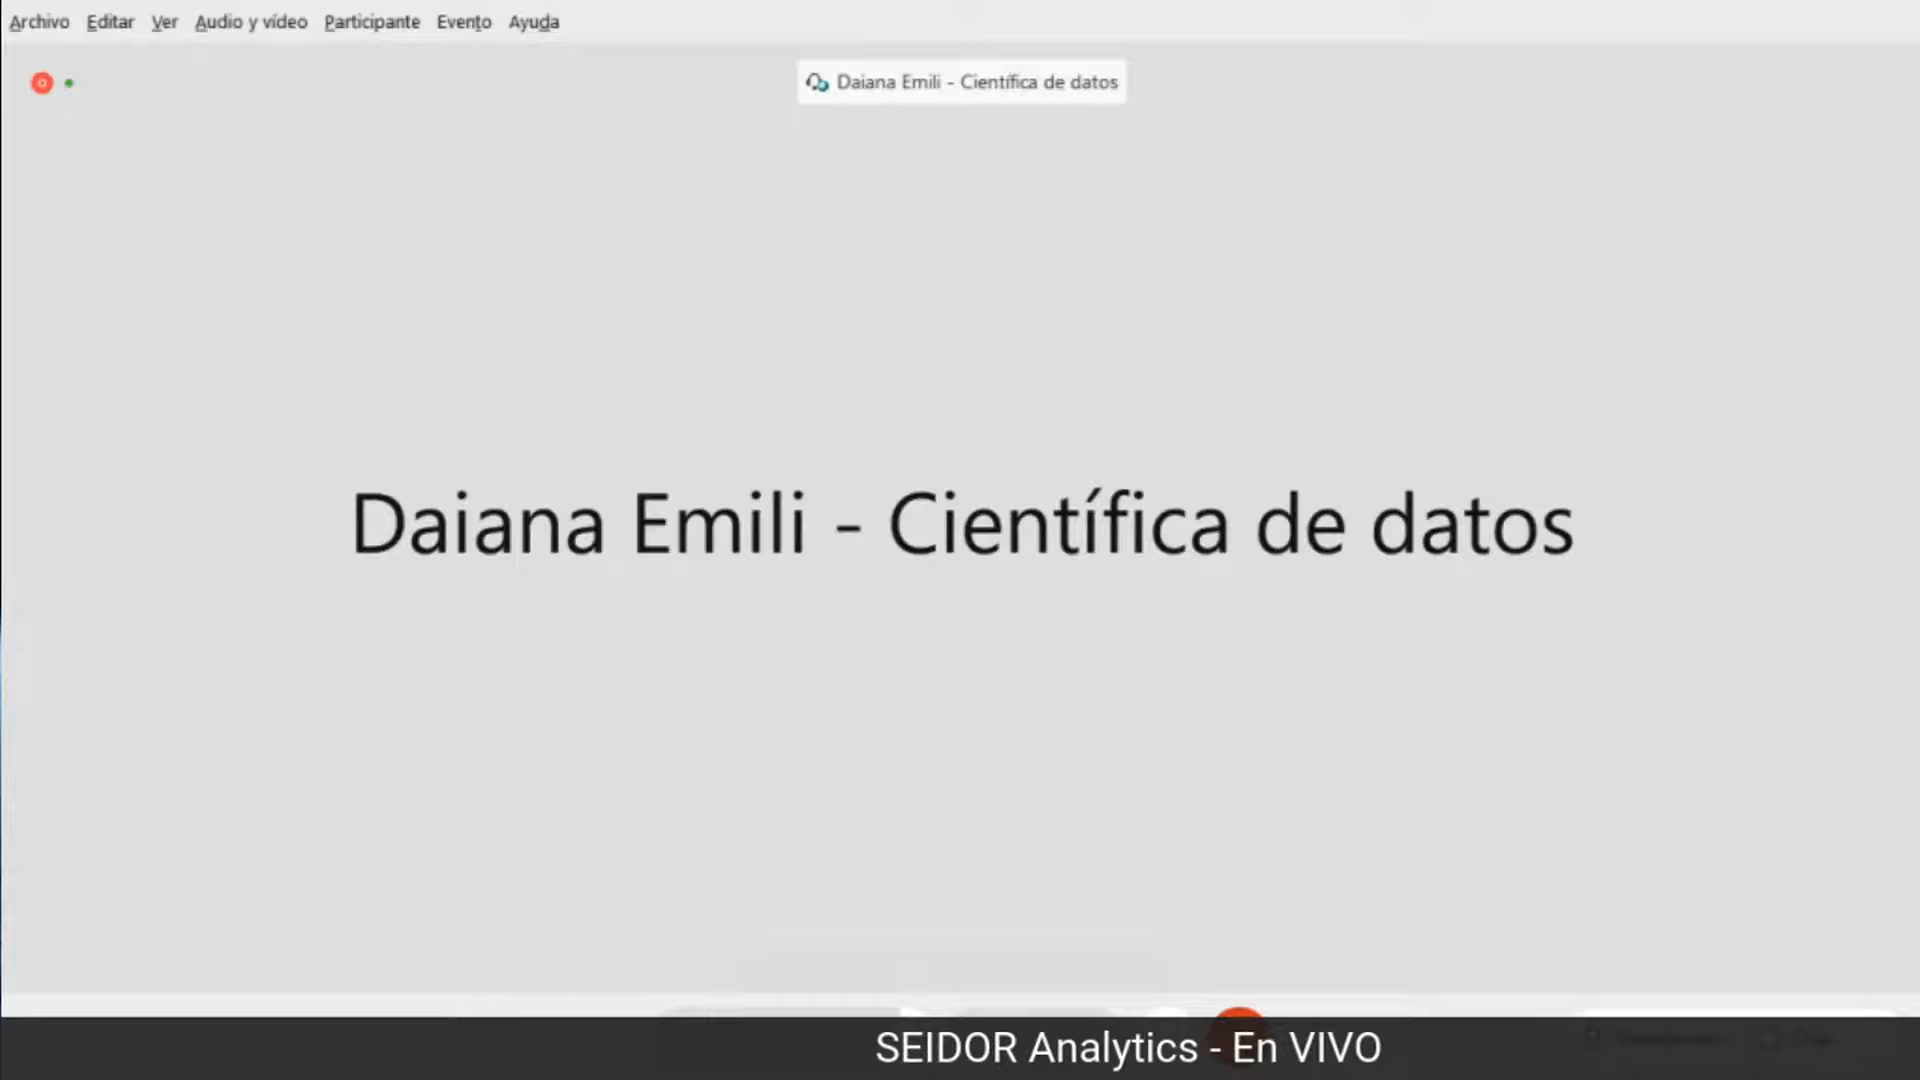 Archivo Editar Ver Audio y vídeo Participante Evento Ayuda
Daiana Emili - Científica de datos
Daiana Emili - Científica de datos
SEIDOR Analytics - En VIVO